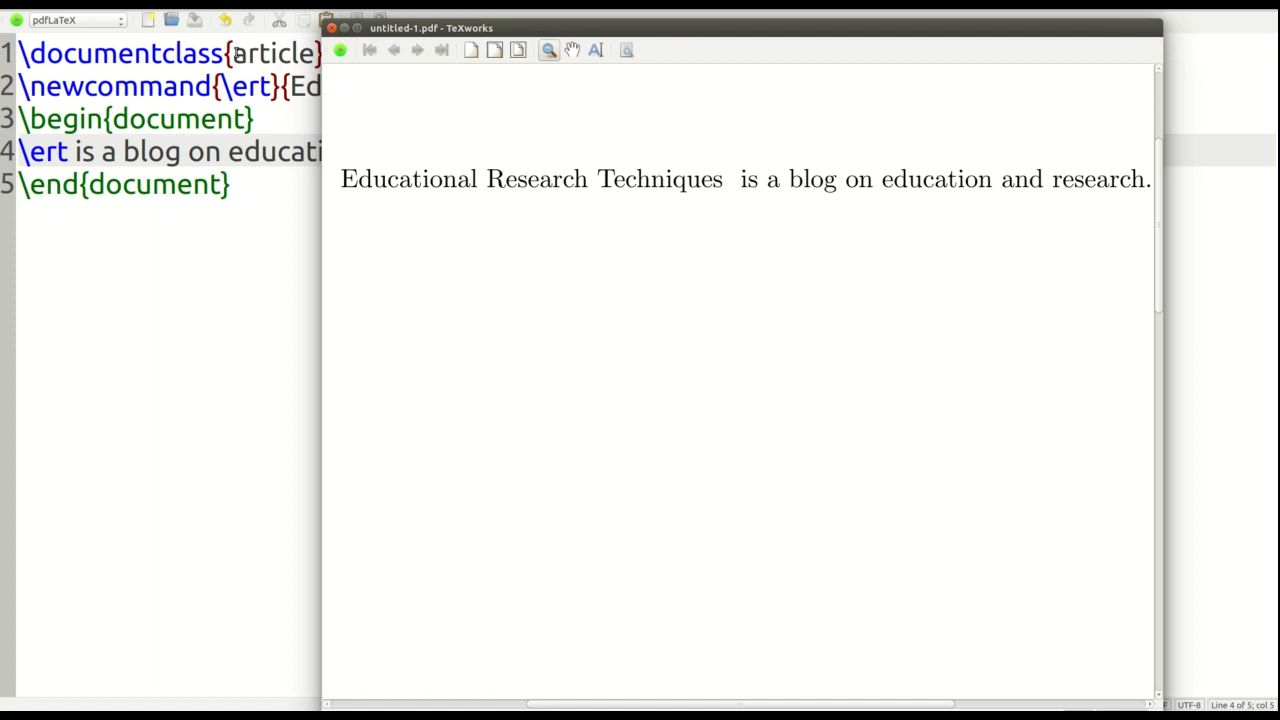 pdfLaTeX
untitled-1.pdf - TeXworks
1 \documentclass{article}
2 \newcommand{\ert}{Ed
3 \begin{document}
4 \ert is a blog on educati
5 \end{document}
Educational Research Techniques is a blog on education and research.
UTF-8 Line 4 of 5; col 5